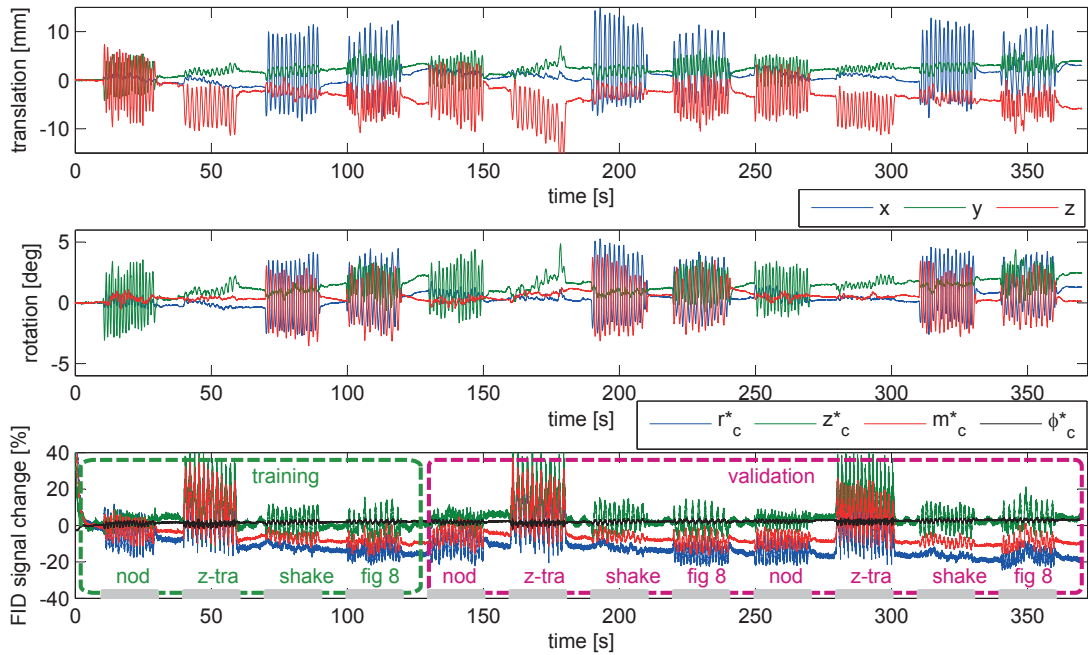 translation [mm]
10
0
-10
0
50
100
150
200
250
300
350
time [s]
x
y
z
rotation [deg]
5
0
-5
0
50
100
150
200
250
300
350
time [s]
r*c
z*c
m*c
ϕ*c
FID signal change [%]
40
20
0
-20
-40
training
validation
nod
z-tra
shake
fig 8
nod
z-tra
shake
fig 8
nod
z-tra
shake
fig 8
0
50
100
150
200
250
300
350
time [s]